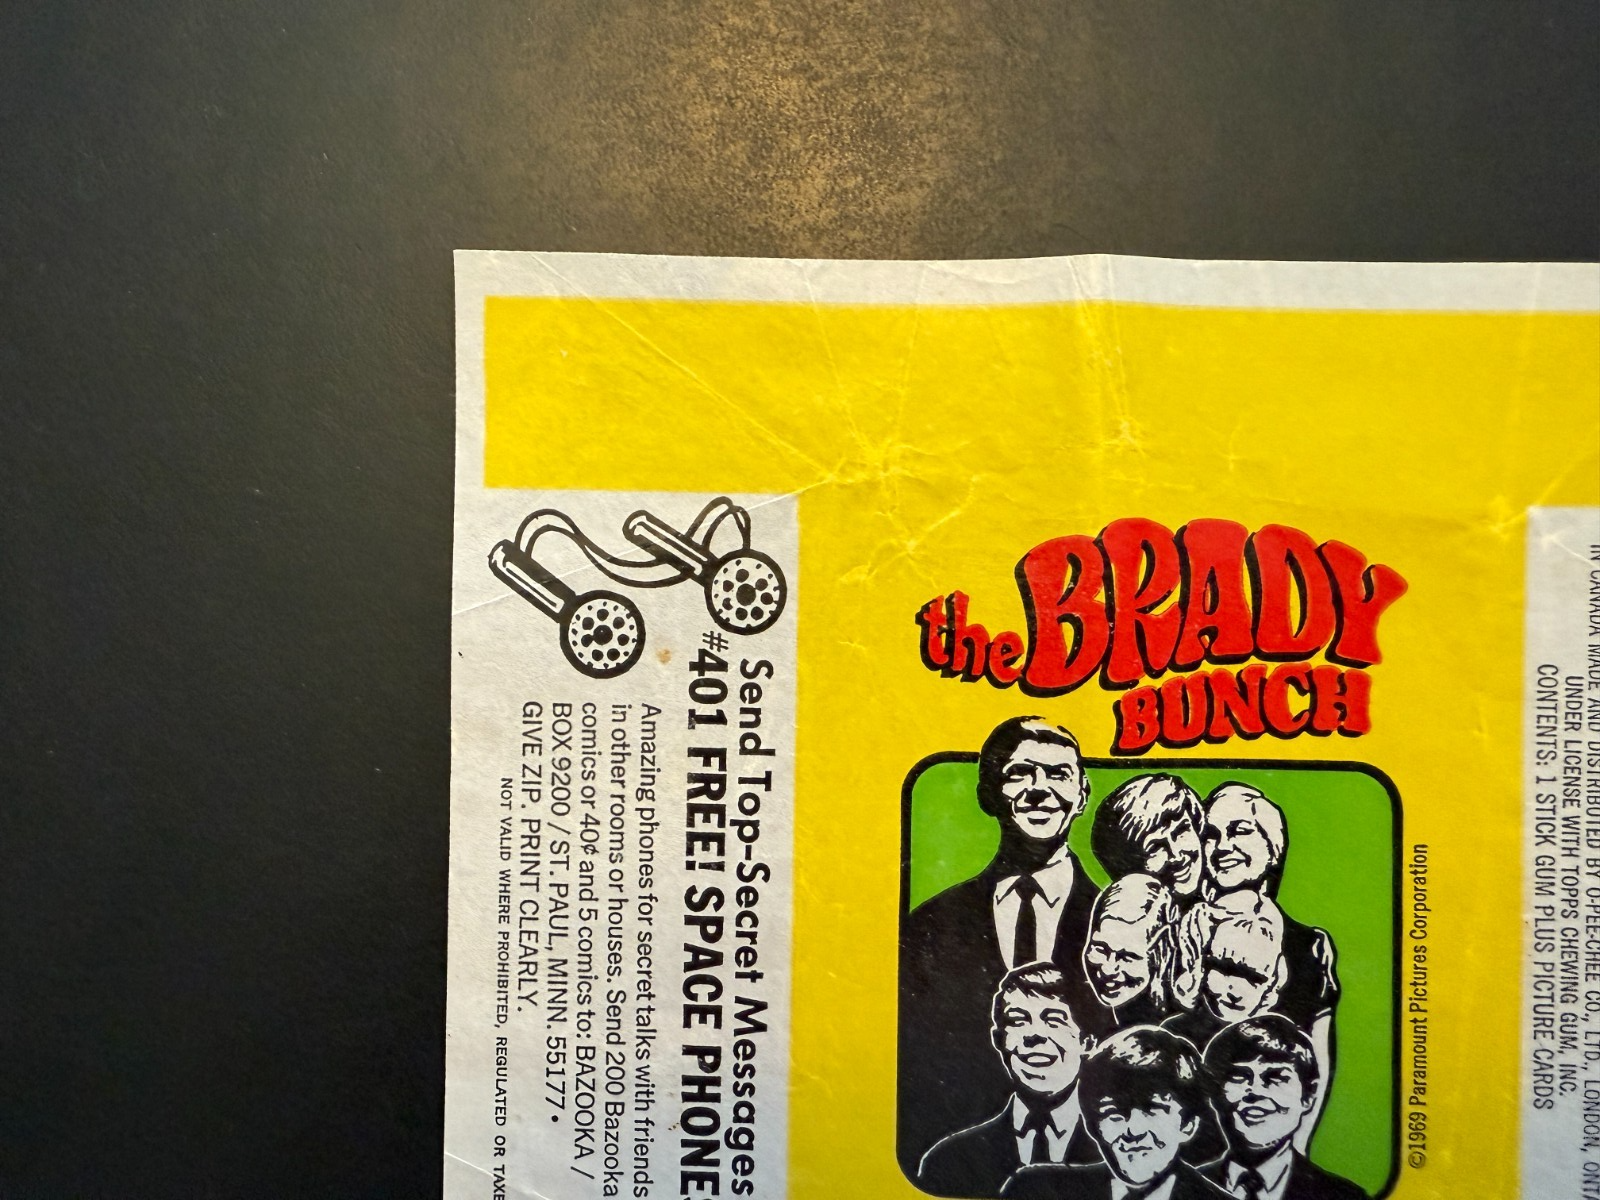 the BRADY
BUNCH
©1969 Paramount Pictures Corporation
Send Top-Secret Messages
#401 FREE! SPACE PHONES
Amazing phones for secret talks with friends
in other rooms or houses. Send 200 Bazooka
comics or 40¢ and 5 comics to: BAZOOKA /
BOX 9200 / ST. PAUL, MINN. 55177 •
GIVE ZIP. PRINT CLEARLY.
NOT VALID WHERE PROHIBITED, REGULATED OR TAXE
IN CANADA MADE AND DISTRIBUTED BY O-PEE-CHEE CO., LTD., LONDON, ONT
UNDER LICENSE WITH TOPPS CHEWING GUM, INC.
CONTENTS: 1 STICK GUM PLUS PICTURE CARDS